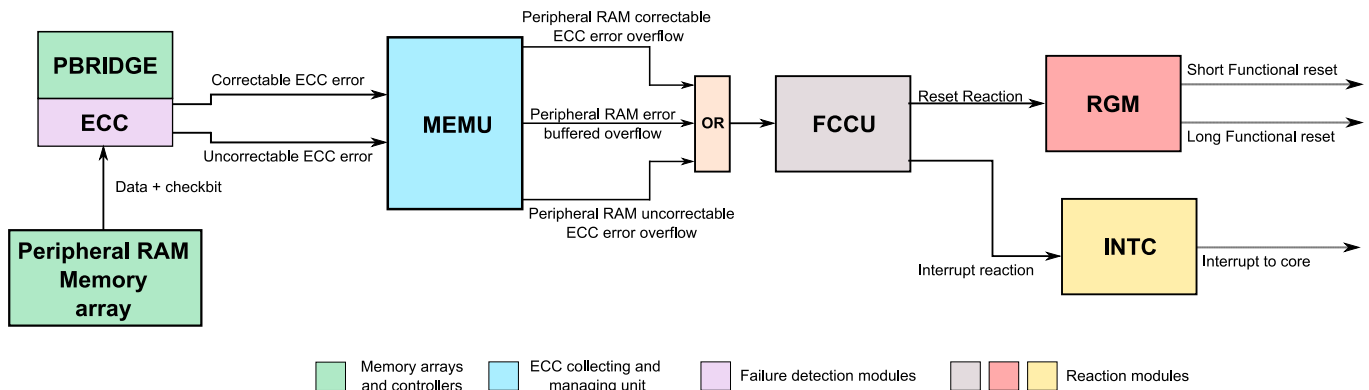 PBRIDGE
ECC
Correctable ECC error
Uncorrectable ECC error
Data + checkbit
Peripheral RAM
Memory
array
MEMU
Peripheral RAM correctable
ECC error overflow
Peripheral RAM error
buffered overflow
Peripheral RAM uncorrectable
ECC error overflow
OR
FCCU
Reset Reaction
Interrupt reaction
RGM
Short Functional reset
Long Functional reset
INTC
Interrupt to core
Memory arrays
and controllers
ECC collecting and
managing unit
Failure detection modules
Reaction modules